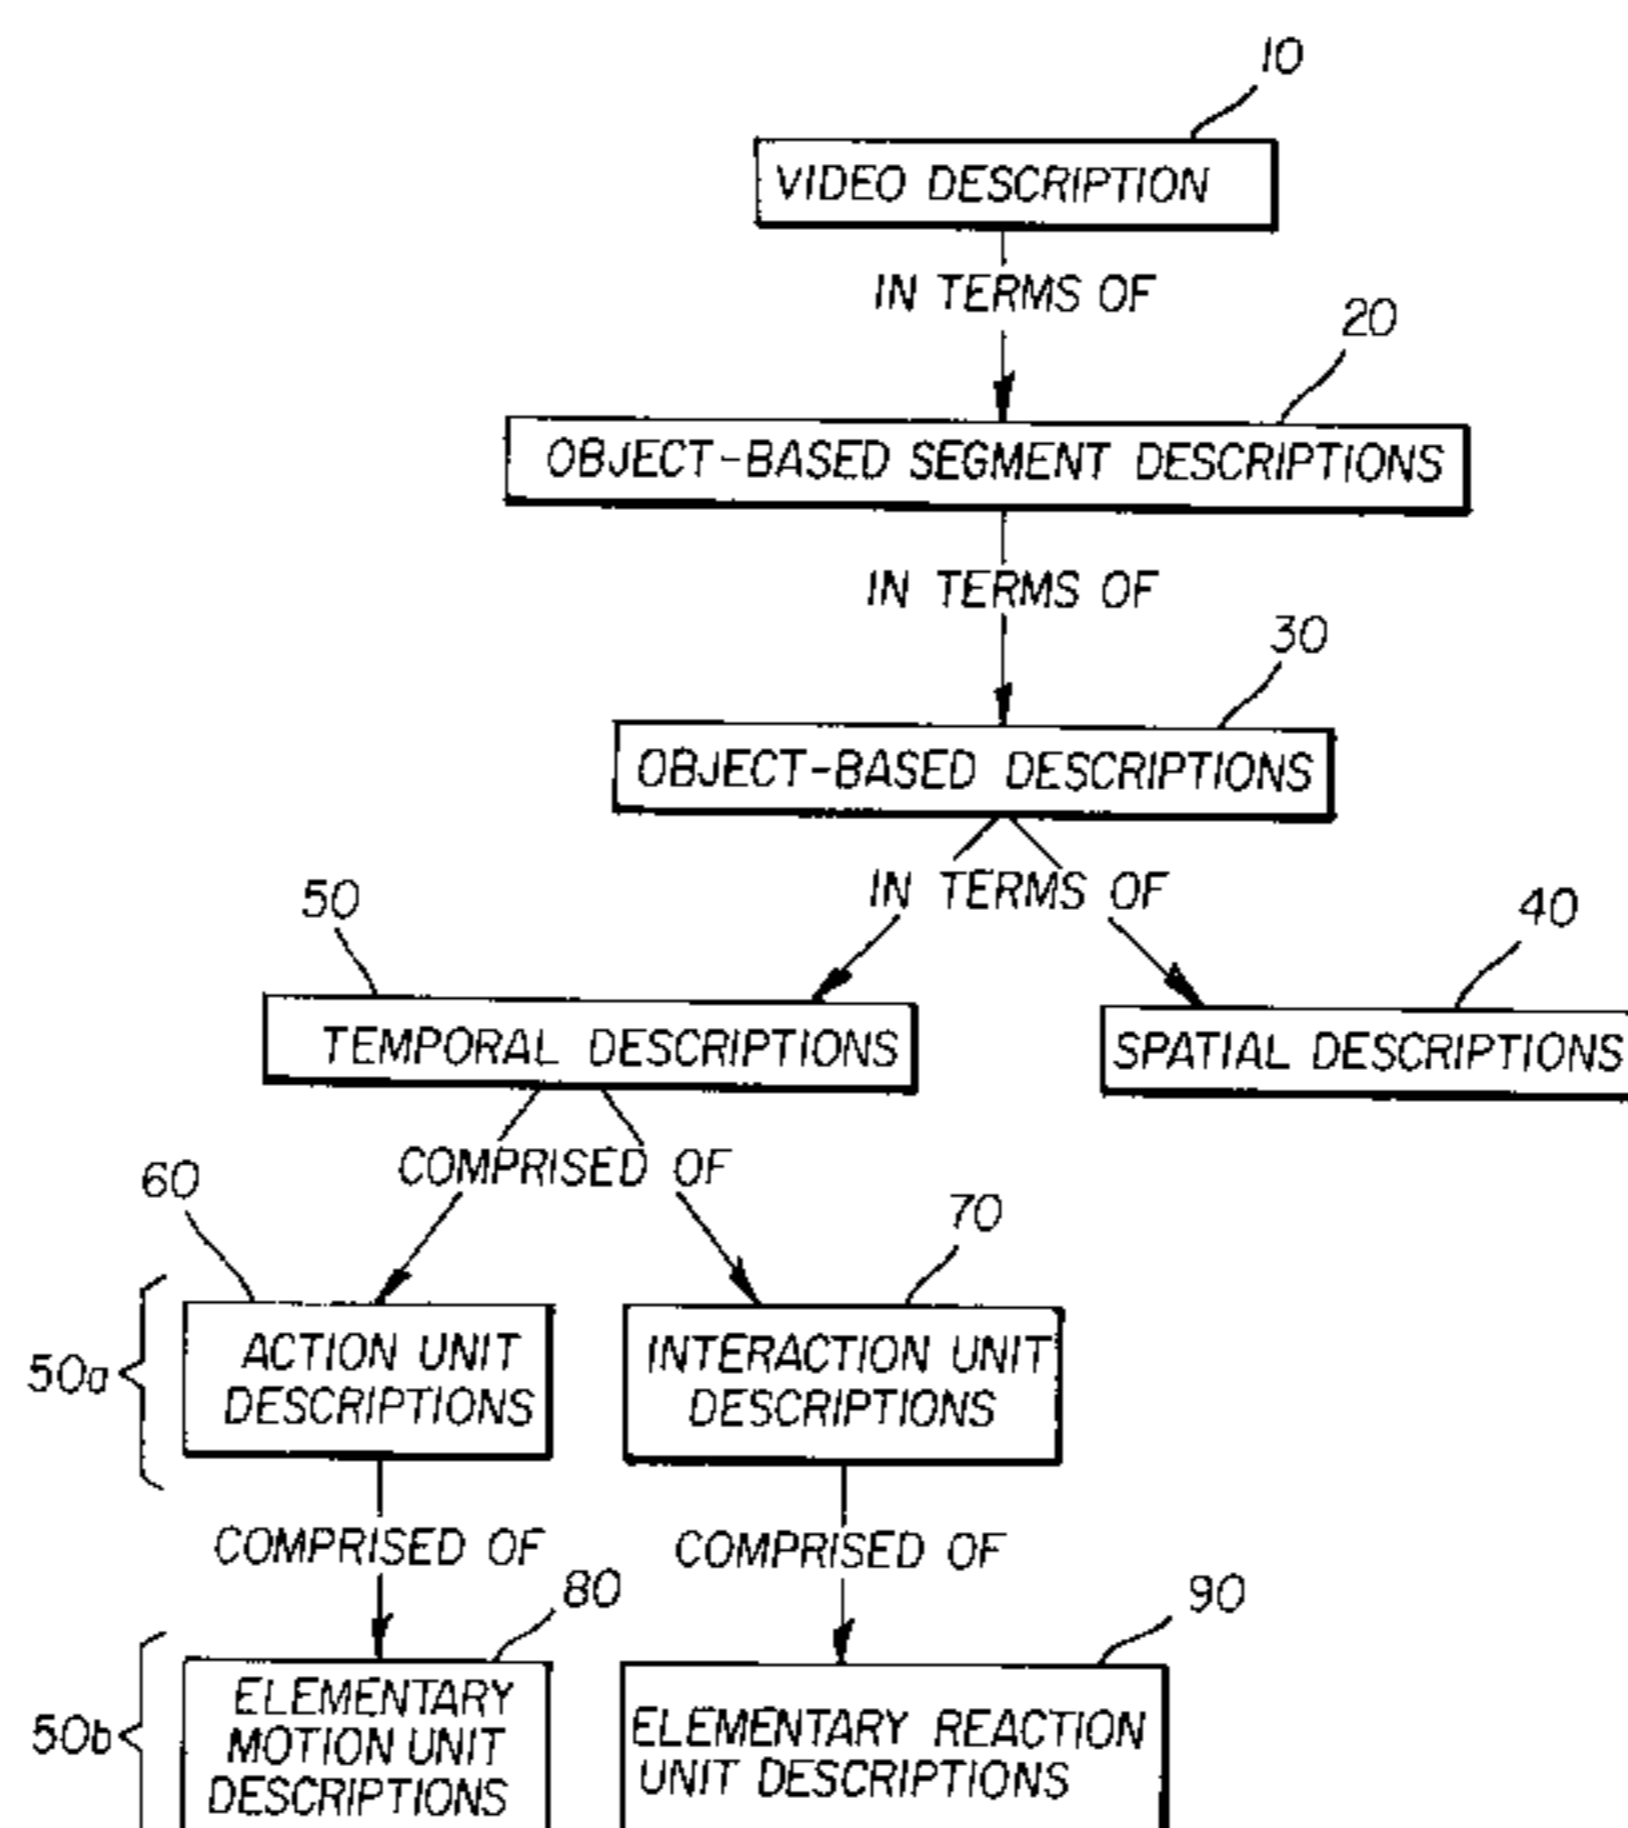 10
VIDEO DESCRIPTION
IN TERMS OF
20
OBJECT-BASED SEGMENT DESCRIPTIONS
IN TERMS OF
30
OBJECT-BASED DESCRIPTIONS
IN TERMS OF
50
40
TEMPORAL DESCRIPTIONS
SPATIAL DESCRIPTIONS
COMPRISED OF
60
70
50a
ACTION UNIT
DESCRIPTIONS
INTERACTION UNIT
DESCRIPTIONS
COMPRISED OF
COMPRISED OF
80
90
50b
ELEMENTARY
MOTION UNIT
DESCRIPTIONS
ELEMENTARY REACTION
UNIT DESCRIPTIONS